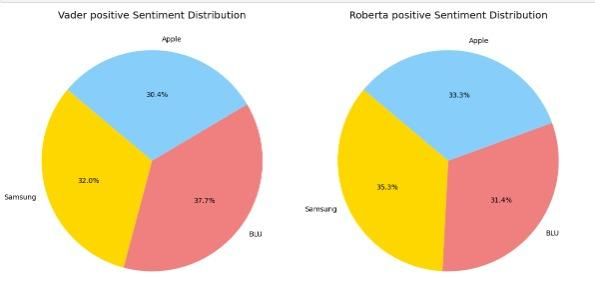 Vader positive Sentiment Distribution
Apple
30.4%
32.0%
Samsung
37.7%
BLU
Roberta positive Sentiment Distribution
Apple
33.3%
35.3%
Samsung
31.4%
BLU